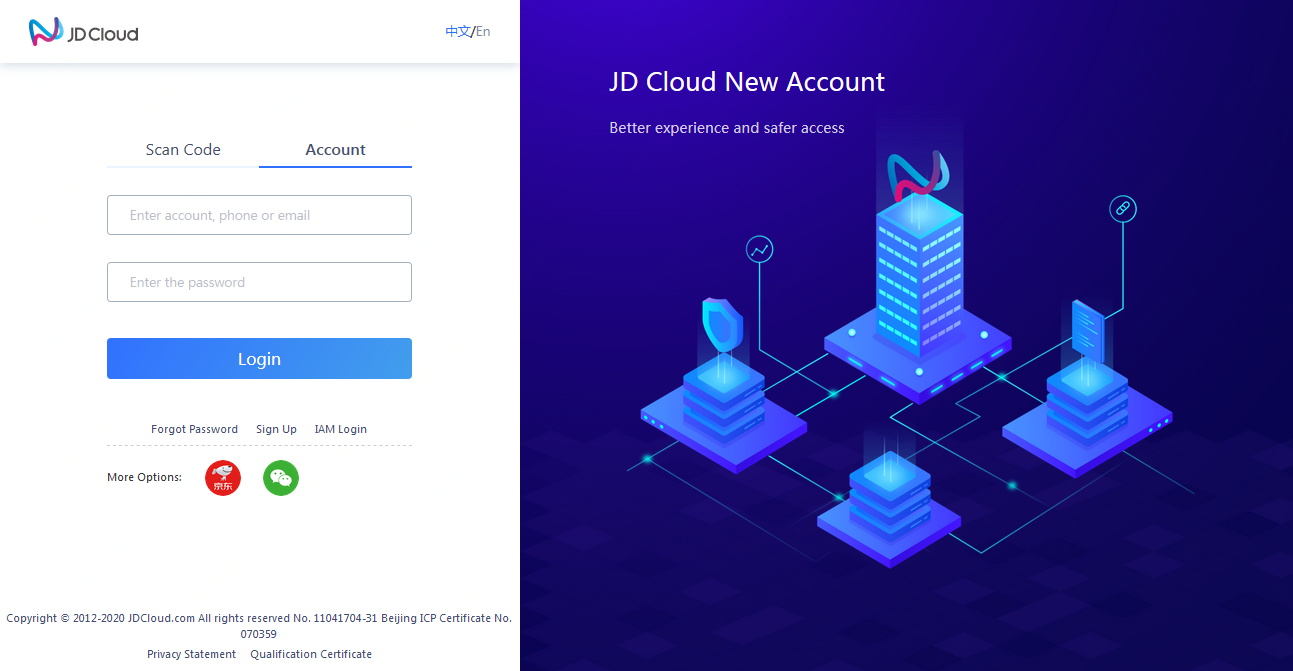 JD Cloud
中文/En
Scan Code
Account
Enter account, phone or email
Enter the password
Login
Forgot Password
Sign Up
IAM Login
More Options:
京东
Copyright © 2012-2020 JDCloud.com All rights reserved No. 11041704-31 Beijing ICP Certificate No.
070359
Privacy Statement
Qualification Certificate
JD Cloud New Account
Better experience and safer access